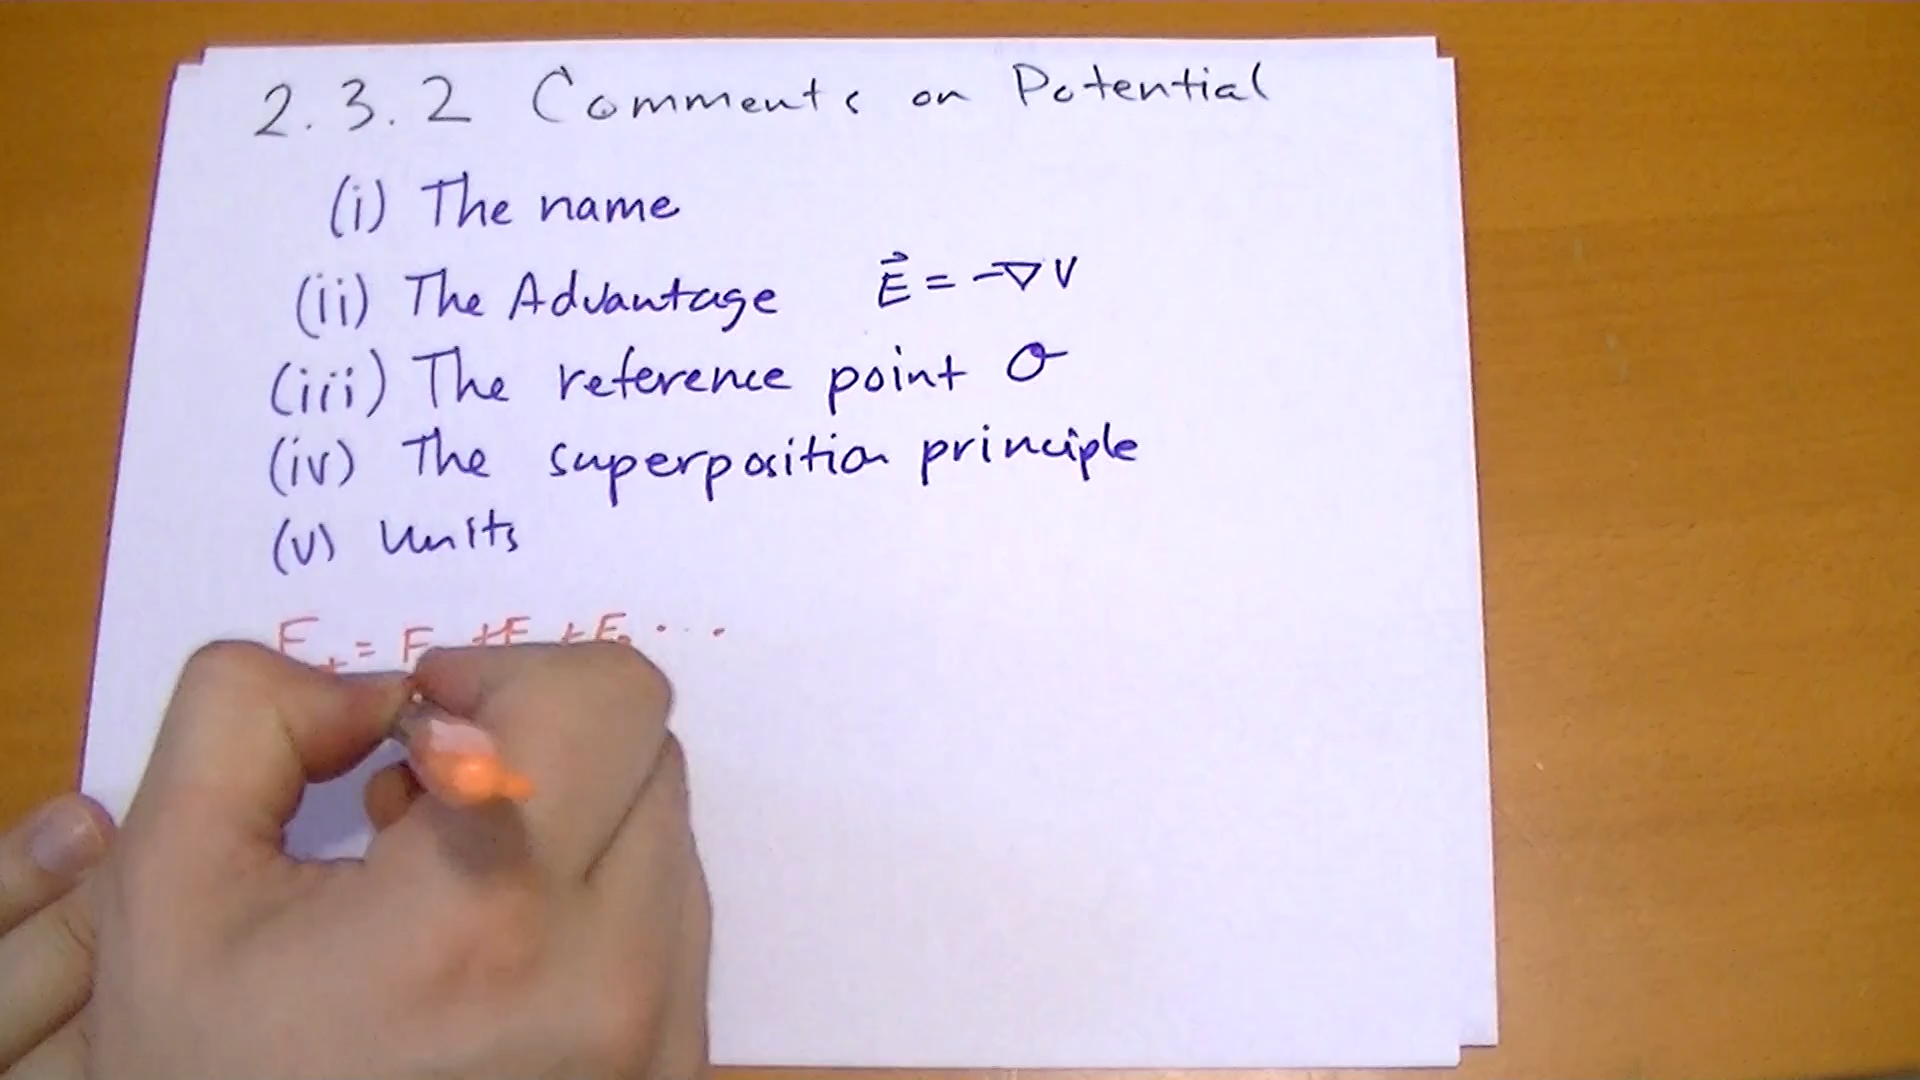 2.3.2 Comments on Potential
(i) The name
(ii) The Advantage E⃗ = -∇V
(iii) The reference point O
(iv) The superposition principle
(v) Units
= + + . . .